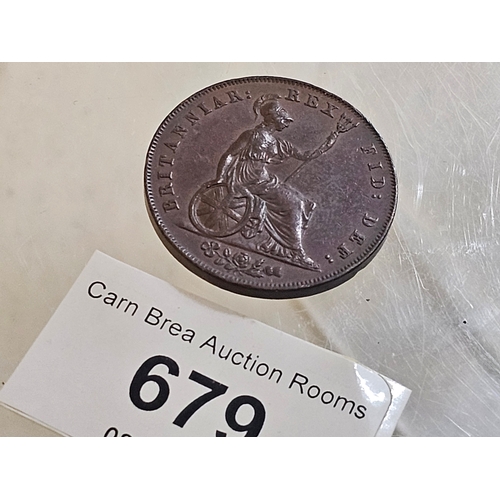 BRITANNIAR: REX FID: DEF:
Carn Brea Auction Rooms
679